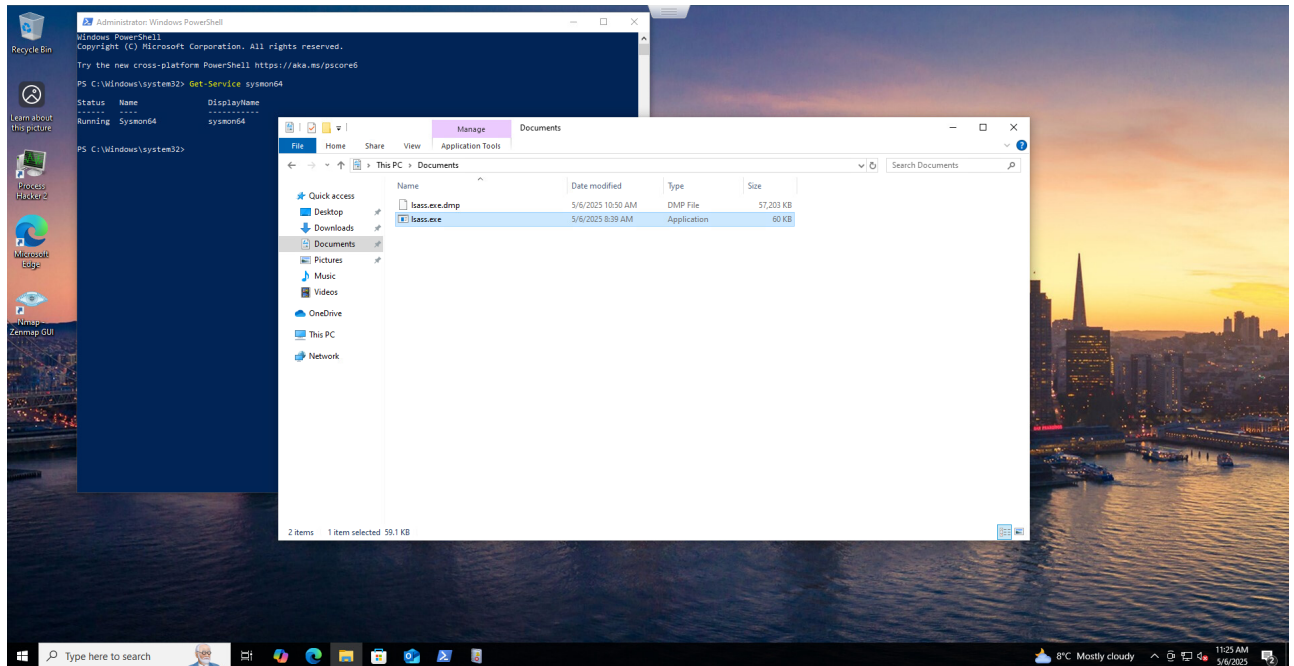 Recycle Bin
Learn about
this picture
Process
Hacker 2
Microsoft
Edge
Nmap -
Zenmap GUI
Administrator: Windows PowerShell
Windows PowerShell
Copyright (C) Microsoft Corporation. All rights reserved.
Try the new cross-platform PowerShell https://aka.ms/pscore6
PS C:\Windows\system32> Get-Service sysmon64
Status Name DisplayName
------ ---- -----------
Running Sysmon64 sysmon64
PS C:\Windows\system32>
Manage Documents
File Home Share View Application Tools
This PC > Documents
Search Documents
Quick access
Desktop
Downloads
Documents
Pictures
Music
Videos
OneDrive
This PC
Network
Name Date modified Type Size
lsass.exe.dmp 5/6/2025 10:50 AM DMP File 57,203 KB
lsass.exe 5/6/2025 8:39 AM Application 60 KB
2 items 1 item selected 59.1 KB
Type here to search
8°C Mostly cloudy
11:25 AM
5/6/2025